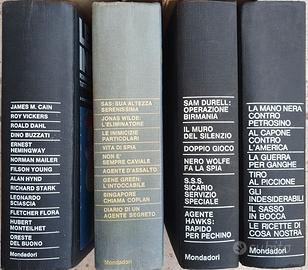 JAMES M. CAIN
ROY VICKERS
ROALD DAHL
DINO BUZZATI
ERNEST
HEMINGWAY
NORMAN MAILER
FILSON YOUNG
ALAN HYND
RICHARD STARK
LEONARDO
SCIASCIA
FLETCHER FLORA
HUBERT
MONTEILHET
ORESTE
DEL BUONO
Mondadori
SAS: SUA ALTEZZA
SERENISSIMA
JONAS WILDE:
L'ELIMINATORE
LE INIMICIZIE
PARTICOLARI
VITA DI SPIA
NON E'
SEMPRE CAVIALE
AGENTE D'ASSALTO
GENE GREEN:
L'INTOCCABILE
SINGAPORE
CHIAMA COPLAN
DIARIO DI UN
AGENTE SEGRETO
Mondadori
SAM DURELL:
OPERAZIONE
BIRMANIA
IL MURO
DEL SILENZIO
DOPPIO GIOCO
NERO WOLFE
FA LA SPIA
S.S.S.
SICARIO
SERVIZIO
SPECIALE
AGENTE
HAWKS:
RAPIDO
PER PECHINO
Mondadori
LA MANO NERA
CONTRO
PETROSINO
AL CAPONE
CONTRO
L'AMERICA
LA GUERRA
PER GANGHE
TIRO
AL PICCIONE
GLI
INDESIDERABILI
IL SASSO
IN BOCCA
LE RICETTE DI
COSA NOSTRA
Mondadori